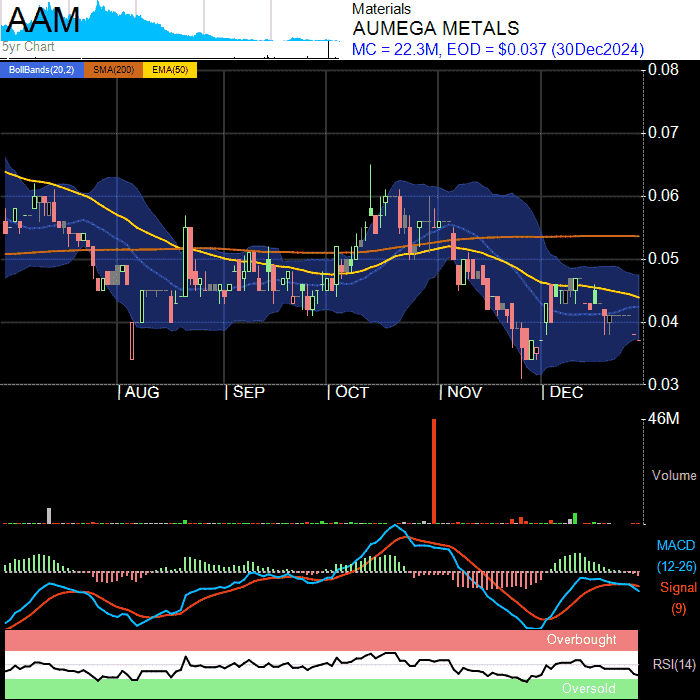 AAM
5yr Chart
Materials
AUMEGA METALS
MC = 22.3M, EOD = $0.037 (30Dec2024)
BollBands(20,2) SMA(200) EMA(50)
0.08
0.07
0.06
0.05
0.04
0.03
AUG SEP OCT NOV DEC
46M
Volume
MACD
(12-26)
Signal
(9)
Overbought
RSI(14)
Oversold